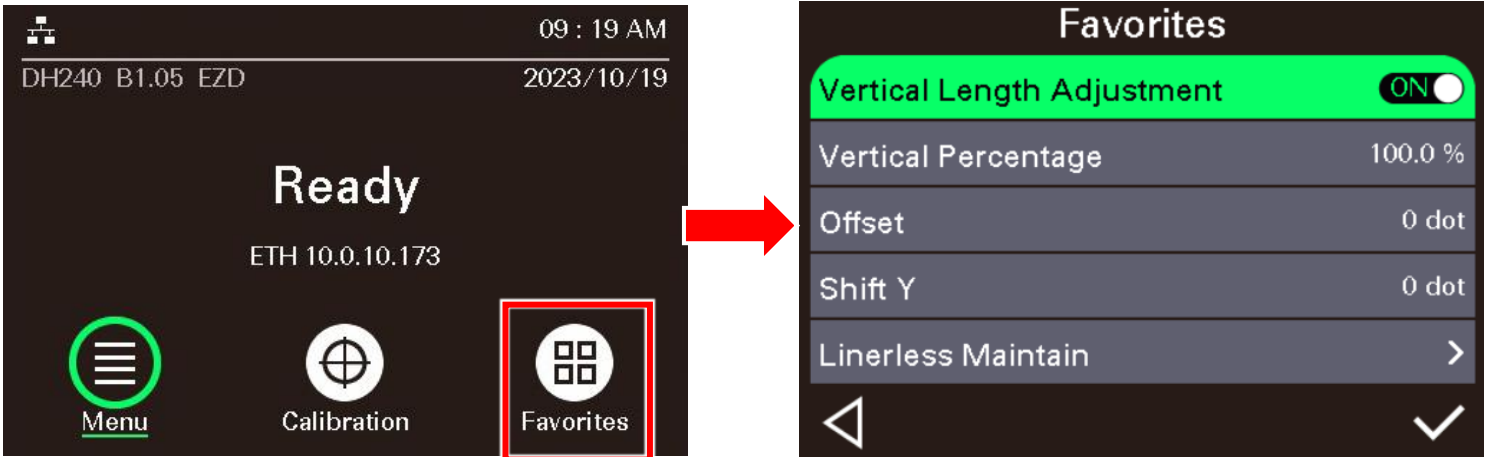 09 : 19 AM
DH240 B1.05 EZD
2023/10/19
Ready
ETH 10.0.10.173
Menu
Calibration
Favorites
Favorites
Vertical Length Adjustment
ON
Vertical Percentage
100.0 %
Offset
0 dot
Shift Y
0 dot
Linerless Maintain